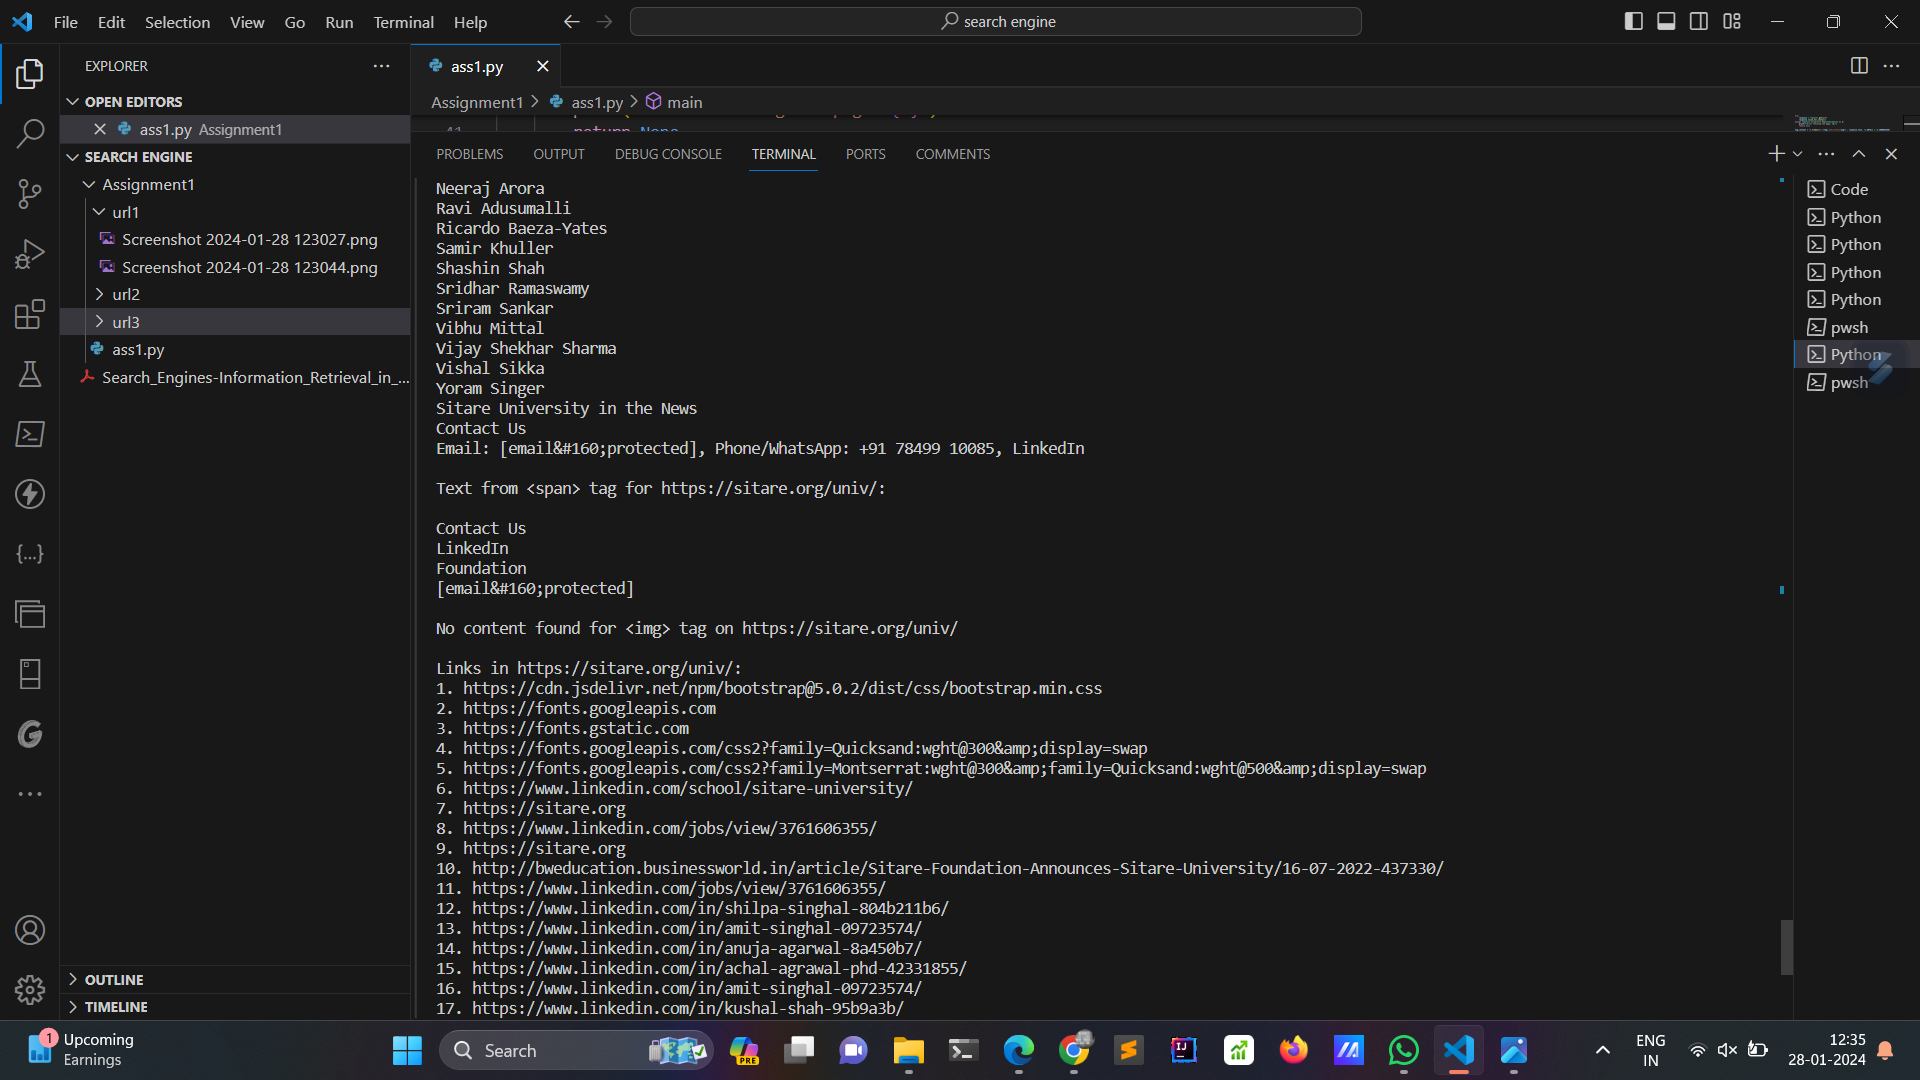 File Edit Selection View Go Run Terminal Help
search engine
EXPLORER
ass1.py
OPEN EDITORS
ass1.py Assignment1
Assignment1 > ass1.py > main
SEARCH ENGINE
Assignment1
url1
Screenshot 2024-01-28 123027.png
Screenshot 2024-01-28 123044.png
url2
url3
ass1.py
Search_Engines-Information_Retrieval_in_...
OUTLINE
TIMELINE
41 return None
PROBLEMS OUTPUT DEBUG CONSOLE TERMINAL PORTS COMMENTS
Neeraj Arora
Ravi Adusumalli
Ricardo Baeza-Yates
Samir Khuller
Shashin Shah
Sridhar Ramaswamy
Sriram Sankar
Vibhu Mittal
Vijay Shekhar Sharma
Vishal Sikka
Yoram Singer
Sitare University in the News
Contact Us
Email: [email&#160;protected], Phone/WhatsApp: +91 78499 10085, LinkedIn
Text from <span> tag for https://sitare.org/univ/:
Contact Us
LinkedIn
Foundation
[email&#160;protected]
No content found for <img> tag on https://sitare.org/univ/
Links in https://sitare.org/univ/:
1. https://cdn.jsdelivr.net/npm/bootstrap@5.0.2/dist/css/bootstrap.min.css
2. https://fonts.googleapis.com
3. https://fonts.gstatic.com
4. https://fonts.googleapis.com/css2?family=Quicksand:wght@300&amp;display=swap
5. https://fonts.googleapis.com/css2?family=Montserrat:wght@300&amp;family=Quicksand:wght@500&amp;display=swap
6. https://www.linkedin.com/school/sitare-university/
7. https://sitare.org
8. https://www.linkedin.com/jobs/view/3761606355/
9. https://sitare.org
10. http://bweducation.businessworld.in/article/Sitare-Foundation-Announces-Sitare-University/16-07-2022-437330/
11. https://www.linkedin.com/jobs/view/3761606355/
12. https://www.linkedin.com/in/shilpa-singhal-804b211b6/
13. https://www.linkedin.com/in/amit-singhal-09723574/
14. https://www.linkedin.com/in/anuja-agarwal-8a450b7/
15. https://www.linkedin.com/in/achal-agrawal-phd-42331855/
16. https://www.linkedin.com/in/amit-singhal-09723574/
17. https://www.linkedin.com/in/kushal-shah-95b9a3b/
Code
Python
Python
Python
Python
pwsh
Python
pwsh
1
Upcoming
Earnings
Search
PRE
IJ
ENG
IN
12:35
28-01-2024